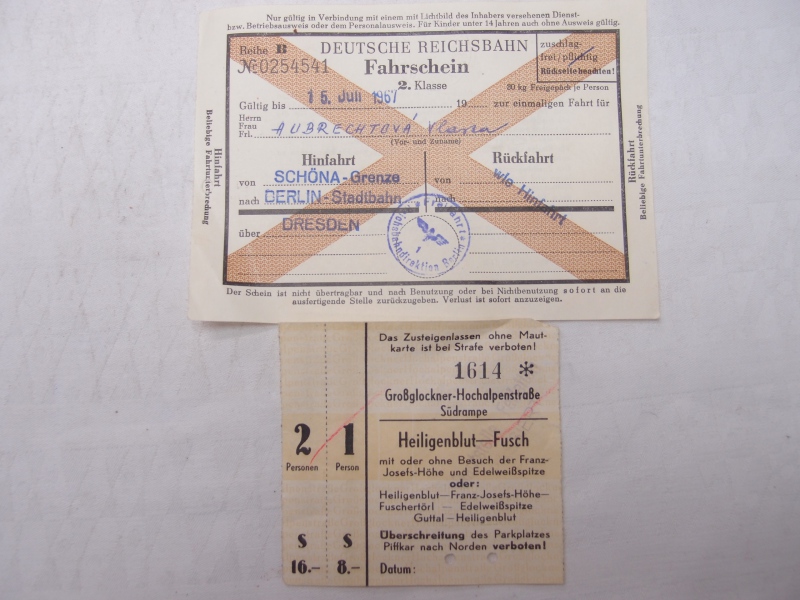 Nur gültig in Verbindung mit einem mit Lichtbild des Inhabers versehenen Dienst-
bzw. Betriebsausweis oder dem Personalausweis. Für Kinder unter 14 Jahren auch ohne Ausweis gültig.
Reihe B
DEUTSCHE REICHSBAHN
zuschlag-
frei/pflichtig
Rückseite beachten!
№ 0254541
Fahrschein
2. Klasse
30 kg Freigepäck je Person
Gültig bis 15. Juli 1967 19 zu einmaligen Fahrt für
Herrn
Frau
Frl.
AUBRECHTOVÁ Vlasta
(Vor- und Zuname)
Hinfahrt
Rückfahrt
von SCHÖNA-Grenze
von
nach BERLIN-Stadtbahn
nach
wie Hinfahrt
über DRESDEN
Freifahrt
Reichsbahndirektion Berlin
1
Hinfahrt
Beliebige Fahrtunterbrechung
Rückfahrt
Beliebige Fahrtunterbrechung
Der Schein ist nicht übertragbar und nach Benutzung oder bei Nichtbenutzung sofort an die
ausfertigende Stelle zurückzugeben. Verlust ist sofort anzuzeigen.
Das Zusteigenlassen ohne Maut-
karte ist bei Strafe verboten!
1614 *
Großglockner-Hochalpenstraße
Südrampe
2
Personen
1
Person
Heiligenblut—Fusch
mit oder ohne Besuch der Franz-
Josefs-Höhe und Edelweißspitze
oder:
Heiligenblut—Franz-Josefs-Höhe—
Fuschertörl — Edelweißspitze
Guttal—Heiligenblut
S
16.–
S
8.–
Überschreitung des Parkplatzes
Piffkar nach Norden verboten!
Datum: